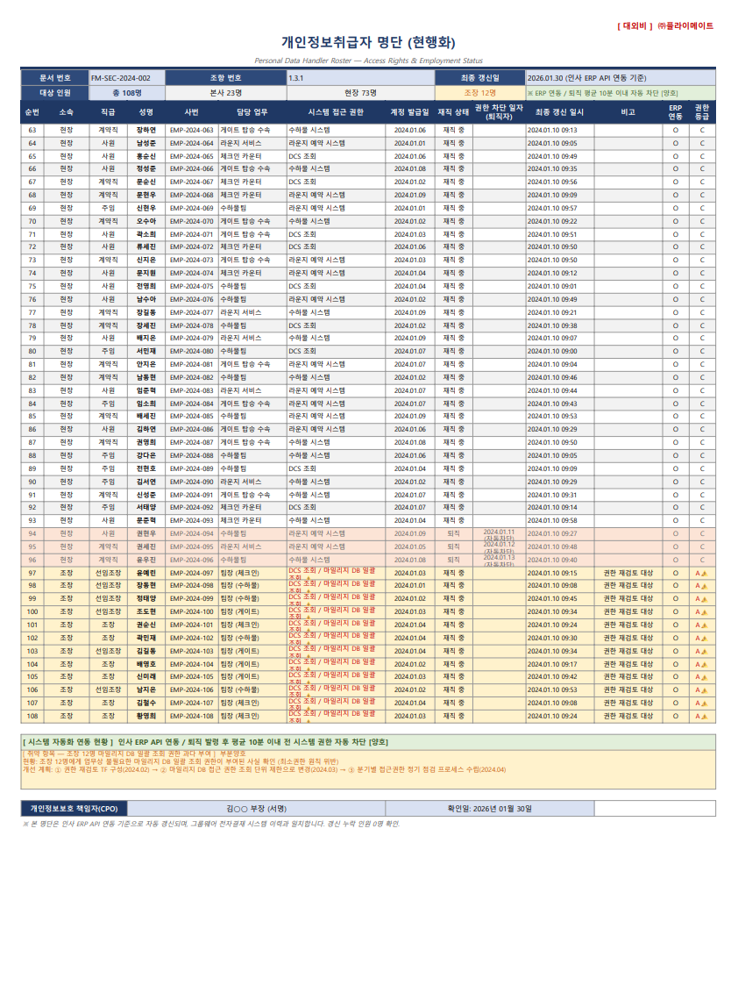 [ 대외비 ] ㈜플라이메이트
개인정보취급자 명단 (현행화)
Personal Data Handler Roster — Access Rights & Employment Status
문서 번호 FM-SEC-2024-002 조항 번호 1.3.1 최종 갱신일 2026.01.30 (인사 ERP API 연동 기준)
대상 인원 총 108명 본사 23명 현장 73명 조장 12명 ※ ERP 연동 / 퇴직 평균 10분 이내 자동 차단 [양호]
순번 소속 직급 성명 사번 담당 업무 시스템 접근 권한 계정 발급일 재직 상태 권한 차단 일자 (퇴직자) 최종 갱신 일시 비고 ERP 연동 권한 등급
63 현장 계약직 장하연 EMP-2024-063 게이트 탑승 수속 수하물 시스템 2024.01.06 재직 중 2024.01.10 09:13 O C
64 현장 사원 남성준 EMP-2024-064 라운지 서비스 라운지 예약 시스템 2024.01.01 재직 중 2024.01.10 09:05 O C
65 현장 사원 홍순신 EMP-2024-065 체크인 카운터 DCS 조회 2024.01.06 재직 중 2024.01.10 09:49 O C
66 현장 사원 정성준 EMP-2024-066 게이트 탑승 수속 수하물 시스템 2024.01.08 재직 중 2024.01.10 09:35 O C
67 현장 계약직 문순신 EMP-2024-067 체크인 카운터 DCS 조회 2024.01.02 재직 중 2024.01.10 09:56 O C
68 현장 계약직 문현우 EMP-2024-068 체크인 카운터 라운지 예약 시스템 2024.01.09 재직 중 2024.01.10 09:09 O C
69 현장 주임 신현우 EMP-2024-069 수하물팀 라운지 예약 시스템 2024.01.01 재직 중 2024.01.10 09:57 O C
70 현장 계약직 오수아 EMP-2024-070 게이트 탑승 수속 수하물 시스템 2024.01.02 재직 중 2024.01.10 09:22 O C
71 현장 사원 곽소희 EMP-2024-071 게이트 탑승 수속 DCS 조회 2024.01.03 재직 중 2024.01.10 09:51 O C
72 현장 사원 류세진 EMP-2024-072 체크인 카운터 DCS 조회 2024.01.06 재직 중 2024.01.10 09:50 O C
73 현장 계약직 신지은 EMP-2024-073 게이트 탑승 수속 라운지 예약 시스템 2024.01.03 재직 중 2024.01.10 09:50 O C
74 현장 사원 문지원 EMP-2024-074 체크인 카운터 라운지 예약 시스템 2024.01.04 재직 중 2024.01.10 09:12 O C
75 현장 사원 전영희 EMP-2024-075 수하물팀 DCS 조회 2024.01.04 재직 중 2024.01.10 09:01 O C
76 현장 사원 남수아 EMP-2024-076 수하물팀 라운지 예약 시스템 2024.01.04 재직 중 2024.01.10 09:49 O C
77 현장 계약직 장길동 EMP-2024-077 라운지 서비스 수하물 시스템 2024.01.09 재직 중 2024.01.10 09:21 O C
78 현장 계약직 장세진 EMP-2024-078 수하물팀 DCS 조회 2024.01.02 재직 중 2024.01.10 09:38 O C
79 현장 사원 배지은 EMP-2024-079 라운지 서비스 수하물 시스템 2024.01.09 재직 중 2024.01.10 09:07 O C
80 현장 주임 서민재 EMP-2024-080 수하물팀 DCS 조회 2024.01.07 재직 중 2024.01.10 09:00 O C
81 현장 계약직 안지은 EMP-2024-081 게이트 탑승 수속 라운지 예약 시스템 2024.01.07 재직 중 2024.01.10 09:04 O C
82 현장 계약직 남동현 EMP-2024-082 수하물팀 수하물 시스템 2024.01.02 재직 중 2024.01.10 09:46 O C
83 현장 사원 임준혁 EMP-2024-083 라운지 서비스 라운지 예약 시스템 2024.01.09 재직 중 2024.01.10 09:44 O C
84 현장 주임 임소희 EMP-2024-084 게이트 탑승 수속 라운지 예약 시스템 2024.01.07 재직 중 2024.01.10 09:43 O C
85 현장 계약직 배세진 EMP-2024-085 수하물팀 라운지 예약 시스템 2024.01.09 재직 중 2024.01.10 09:53 O C
86 현장 사원 김하연 EMP-2024-086 게이트 탑승 수속 라운지 예약 시스템 2024.01.06 재직 중 2024.01.10 09:29 O C
87 현장 계약직 권영희 EMP-2024-087 게이트 탑승 수속 수하물 시스템 2024.01.08 재직 중 2024.01.10 09:50 O C
88 현장 주임 강다은 EMP-2024-088 수하물팀 수하물 시스템 2024.01.06 재직 중 2024.01.10 09:05 O C
89 현장 주임 전현호 EMP-2024-089 수하물팀 DCS 조회 2024.01.04 재직 중 2024.01.10 09:09 O C
90 현장 주임 김서연 EMP-2024-090 라운지 서비스 수하물 시스템 2024.01.02 재직 중 2024.01.10 09:29 O C
91 현장 계약직 신성준 EMP-2024-091 게이트 탑승 수속 수하물 시스템 2024.01.07 재직 중 2024.01.10 09:31 O C
92 현장 주임 서태양 EMP-2024-092 체크인 카운터 DCS 조회 2024.01.07 재직 중 2024.01.10 09:14 O C
93 현장 계약직 문준혁 EMP-2024-093 체크인 카운터 수하물 시스템 2024.01.04 재직 중 2024.01.10 09:58 O C
94 현장 사원 권현우 EMP-2024-094 수하물팀 라운지 예약 시스템 2024.01.09 퇴직 2024.01.11 (자동차단) 2024.01.10 09:27 O C
95 현장 계약직 권세진 EMP-2024-095 라운지 서비스 라운지 예약 시스템 2024.01.05 퇴직 2024.01.12 (자동차단) 2024.01.10 09:48 O C
96 현장 계약직 윤우진 EMP-2024-096 수하물팀 수하물 시스템 2024.01.08 퇴직 2024.01.13 (자동차단) 2024.01.10 09:40 O C
97 조장 선임조장 윤예린 EMP-2024-097 팀장 (체크인) DCS 조회 / 마일리지 DB 일괄 조회 ⚠ 2024.01.03 재직 중 2024.01.10 09:15 권한 재검토 대상 O A⚠
98 조장 조장 장동현 EMP-2024-098 팀장 (수하물) DCS 조회 / 마일리지 DB 일괄 조회 ⚠ 2024.01.01 재직 중 2024.01.10 09:08 권한 재검토 대상 O A⚠
99 조장 선임조장 정태양 EMP-2024-099 팀장 (수하물) DCS 조회 / 마일리지 DB 일괄 조회 ⚠ 2024.01.02 재직 중 2024.01.10 09:45 권한 재검토 대상 O A⚠
100 조장 선임조장 조도현 EMP-2024-100 팀장 (게이트) DCS 조회 / 마일리지 DB 일괄 조회 ⚠ 2024.01.03 재직 중 2024.01.10 09:34 권한 재검토 대상 O A⚠
101 조장 조장 권순신 EMP-2024-101 팀장 (체크인) DCS 조회 / 마일리지 DB 일괄 조회 ⚠ 2024.01.04 재직 중 2024.01.10 09:24 권한 재검토 대상 O A⚠
102 조장 조장 곽민재 EMP-2024-102 팀장 (수하물) DCS 조회 / 마일리지 DB 일괄 조회 ⚠ 2024.01.04 재직 중 2024.01.10 09:30 권한 재검토 대상 O A⚠
103 조장 선임조장 김길동 EMP-2024-103 팀장 (게이트) DCS 조회 / 마일리지 DB 일괄 조회 ⚠ 2024.01.03 재직 중 2024.01.10 09:34 권한 재검토 대상 O A⚠
104 조장 조장 배영호 EMP-2024-104 팀장 (게이트) DCS 조회 / 마일리지 DB 일괄 조회 ⚠ 2024.01.04 재직 중 2024.01.10 09:17 권한 재검토 대상 O A⚠
105 조장 조장 신미래 EMP-2024-105 팀장 (게이트) DCS 조회 / 마일리지 DB 일괄 조회 ⚠ 2024.01.03 재직 중 2024.01.10 09:42 권한 재검토 대상 O A⚠
106 조장 선임조장 남지은 EMP-2024-106 팀장 (수하물) DCS 조회 / 마일리지 DB 일괄 조회 ⚠ 2024.01.04 재직 중 2024.01.10 09:53 권한 재검토 대상 O A⚠
107 조장 조장 김철수 EMP-2024-107 팀장 (체크인) DCS 조회 / 마일리지 DB 일괄 조회 ⚠ 2024.01.04 재직 중 2024.01.10 09:08 권한 재검토 대상 O A⚠
108 조장 조장 황영희 EMP-2024-108 팀장 (체크인) DCS 조회 / 마일리지 DB 일괄 조회 ⚠ 2024.01.03 재직 중 2024.01.10 09:24 권한 재검토 대상 O A⚠
[ 시스템 자동화 연동 현황 ] 인사 ERP API 연동 / 퇴직 발령 후 평균 10분 이내 전 시스템 권한 자동 차단 [양호]
[ 취약 항목 — 조장 12명 마일리지 DB 일괄 조회 권한 과다 부여 ] 부분양호
현황: 조장 12명에게 업무상 불필요한 마일리지 DB 일괄 조회 권한이 부여된 사실 확인 (최소권한 원칙 위반)
개선 계획: ① 권한 재검토 TF 구성(2024.02) → ② 마일리지 DB 접근 권한 조회 단위 제한으로 변경(2024.03) → ③ 분기별 접근권한 정기 점검 프로세스 수립(2024.04)
개인정보보호 책임자(CPO) 김○○ 부장 (서명) 확인일: 2026년 01월 30일
※ 본 명단은 인사 ERP API 연동 기준으로 자동 갱신되며, 그룹웨어 전자결재 시스템 이력과 일치합니다. 갱신 누락 인원 0명 확인.